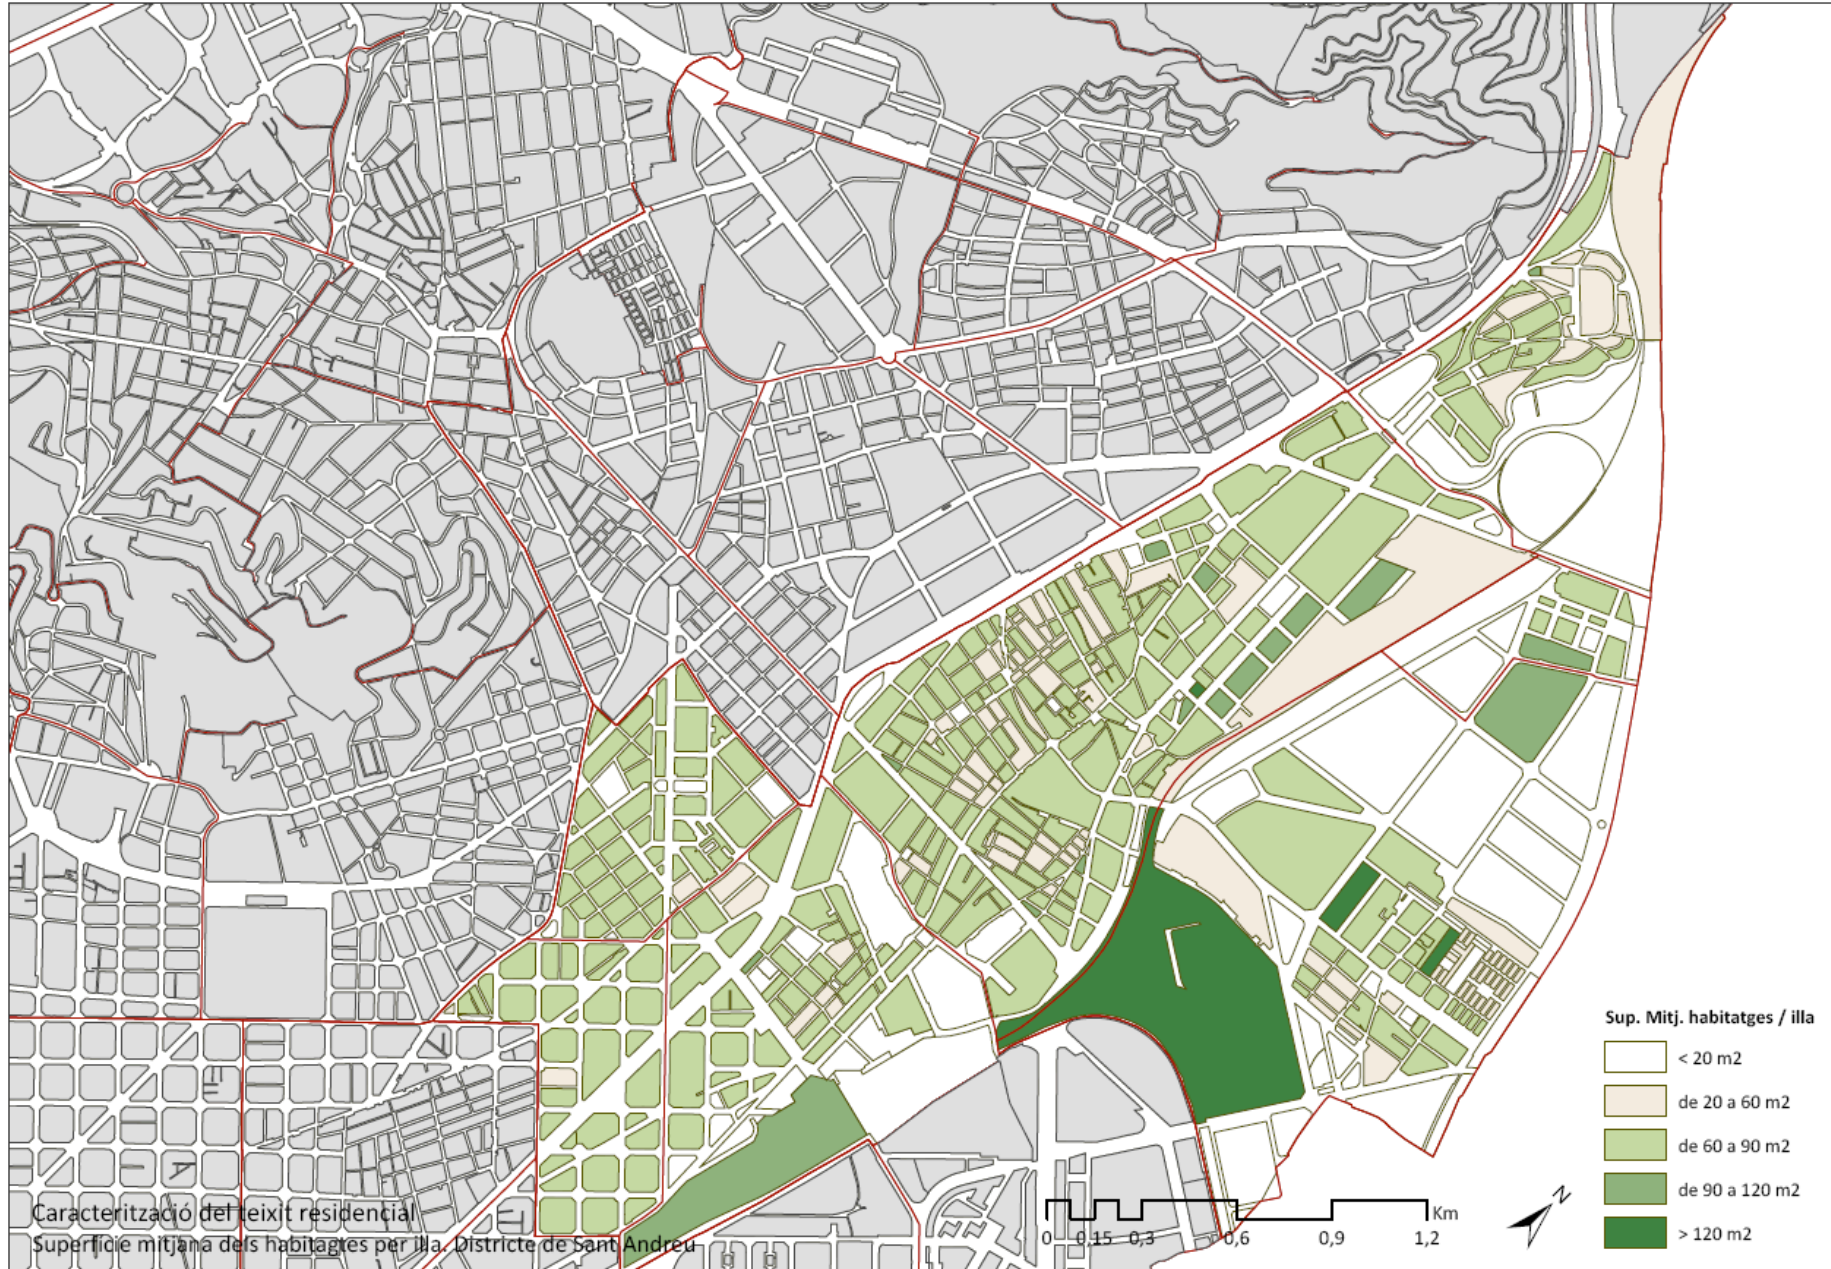 Sup. Mitj. habitatges / illa
< 20 m2
de 20 a 60 m2
de 60 a 90 m2
de 90 a 120 m2
> 120 m2
N
Km
0 0,15 0,3 0,6 0,9 1,2
Caracterització del teixit residencial
Superfície mitjana dels habitagtes per illa. Districte de Sant Andreu